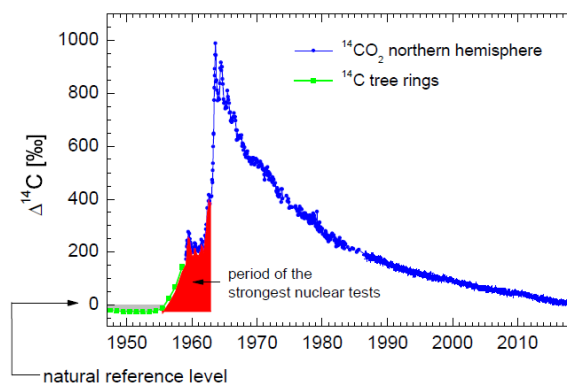 1000
800
600
400
200
0
Δ¹⁴C [‰]
¹⁴CO₂ northern hemisphere
¹⁴C tree rings
period of the
strongest nuclear tests
1950 1960 1970 1980 1990 2000 2010
natural reference level